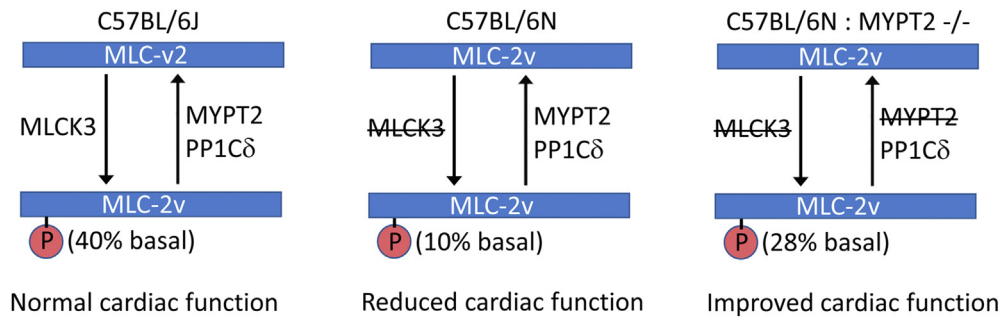 C57BL/6J
MLC-v2
MLCK3
MYPT2
PP1Cδ
MLC-2v
P (40% basal)
Normal cardiac function
C57BL/6N
MLC-2v
MLCK3
MYPT2
PP1Cδ
MLC-2v
P (10% basal)
Reduced cardiac function
C57BL/6N : MYPT2 -/-
MLC-2v
MLCK3
MYPT2
PP1Cδ
MLC-2v
P (28% basal)
Improved cardiac function